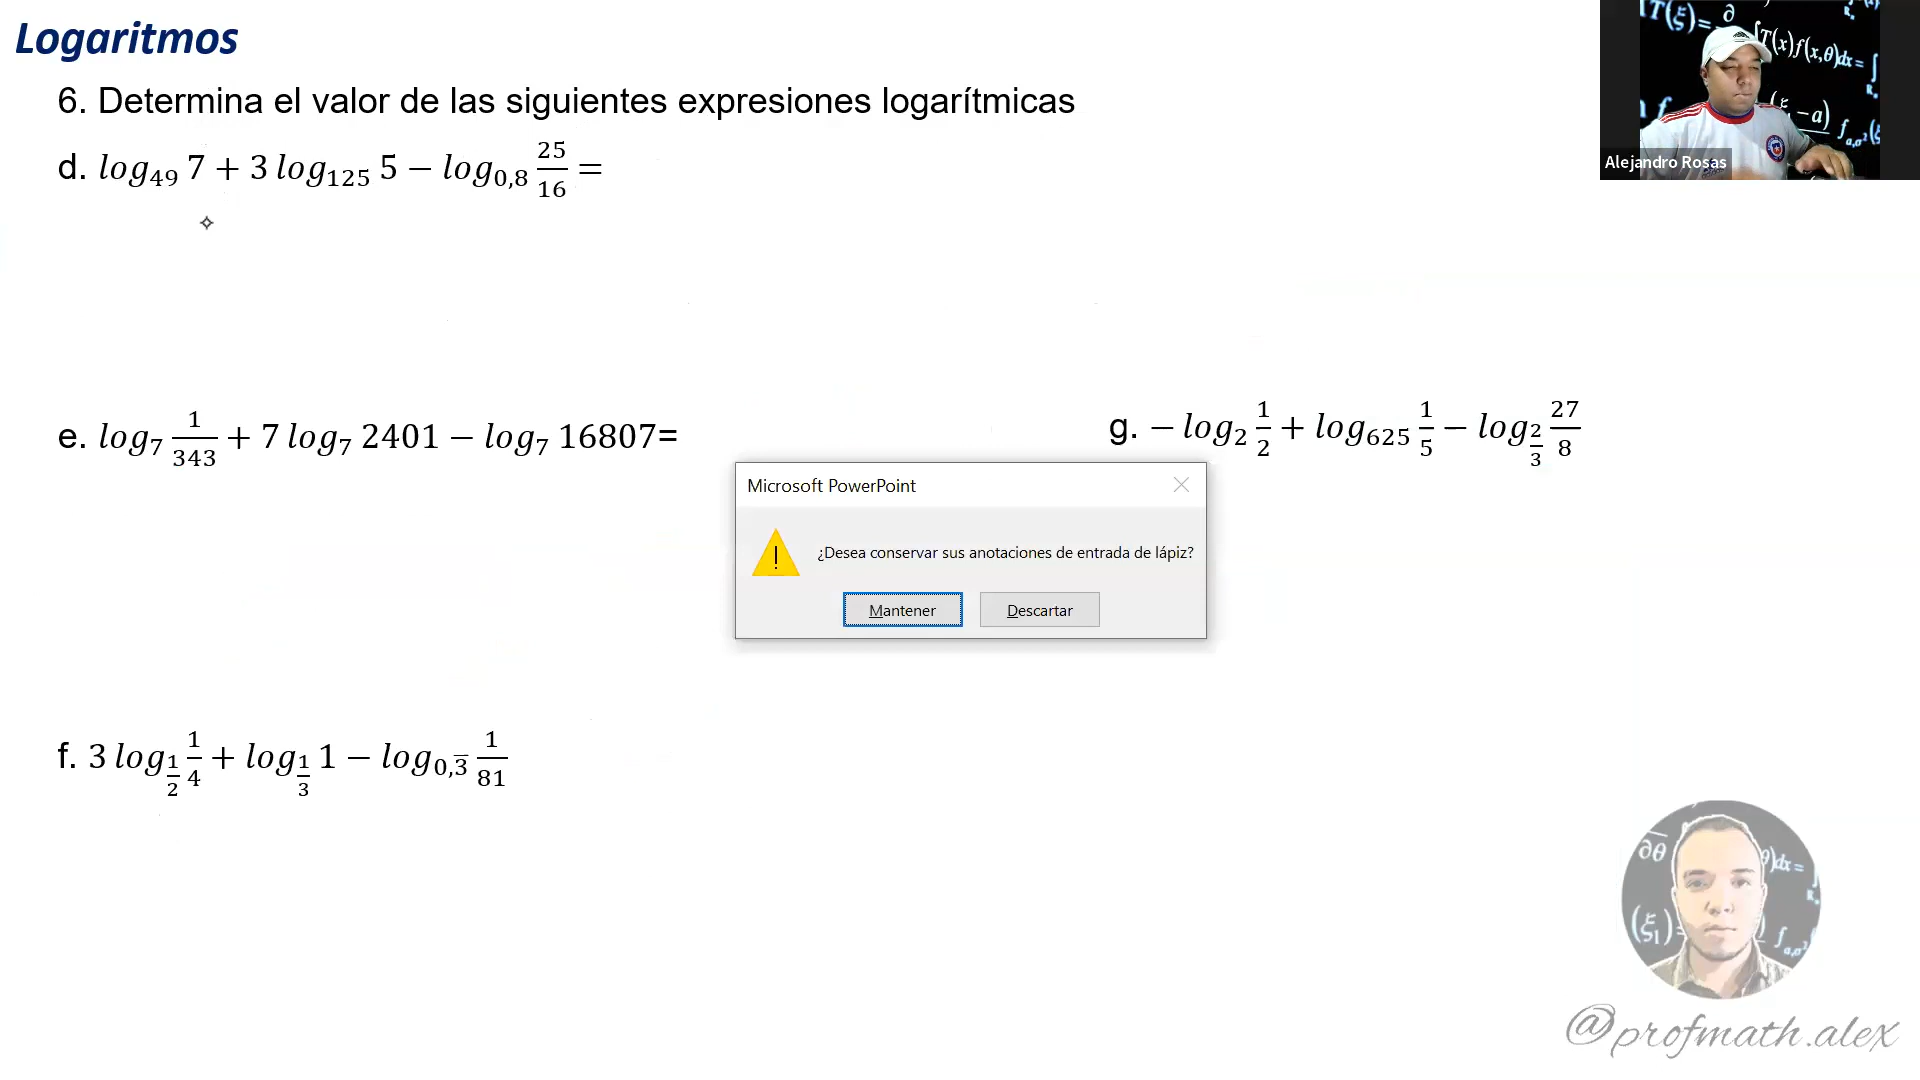 Logaritmos
6. Determina el valor de las siguientes expresiones logarítmicas
d. log₄₉ 7 + 3 log₁₂₅ 5 − log₀,₈ 25/16 =
Alejandro Rosas
e. log₇ 1/343 + 7 log₇ 2401 − log₇ 16807=
g. − log₂ 1/2 + log₆₂₅ 1/5 − log_{2/3} 27/8
Microsoft PowerPoint
¿Desea conservar sus anotaciones de entrada de lápiz?
Mantener
Descartar
f. 3 log_{1/2} 1/4 + log_{1/3} 1 − log_{0,3̅} 1/81
@profmath.alex